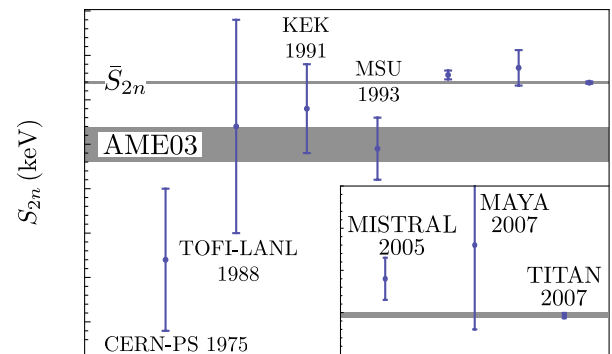 KEK
1991
MSU
1993
S̄₂ₙ
AME03
S₂ₙ (keV)
MAYA
2007
MISTRAL
2005
TOFI-LANL
1988
TITAN
2007
CERN-PS 1975